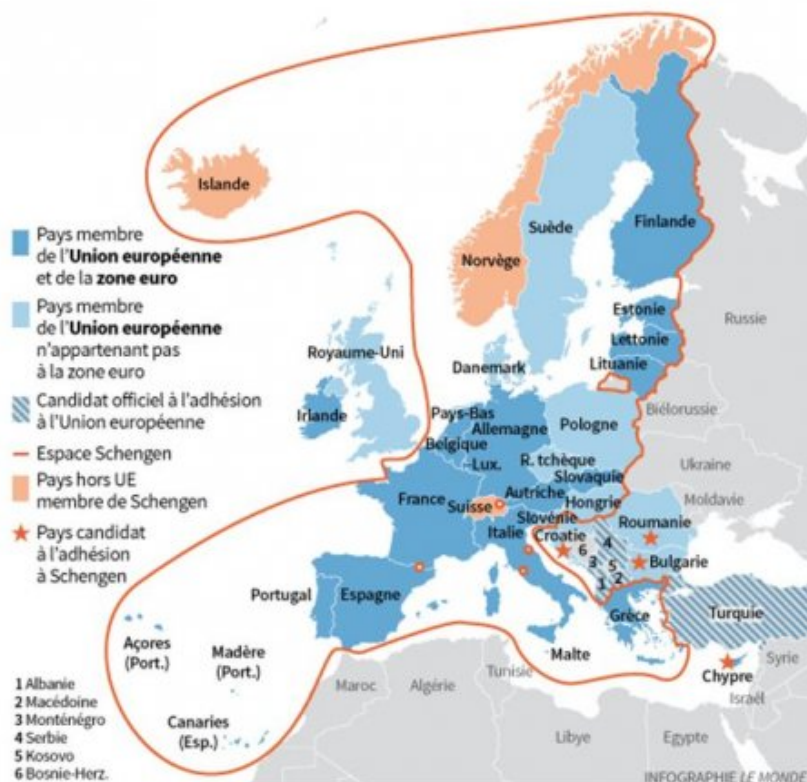 Islande
Pays membre
de l'Union européenne
et de la zone euro
Pays membre
de l'Union européenne
n'appartenant pas
à la zone euro
Candidat officiel à l'adhésion
à l'Union européenne
Espace Schengen
Pays hors UE
membre de Schengen
Pays candidat
à l'adhésion
à Schengen
Suède
Finlande
Norvège
Estonie
Russie
Lettonie
Royaume-Uni
Danemark
Lituanie
Irlande
Pays-Bas
Biélorussie
Allemagne
Pologne
Belgique
Lux.
R. tchèque
Ukraine
Slovaquie
France
Autriche
Moldavie
Suisse
Hongrie
Slovénie
Roumanie
Italie
Croatie
4
6
3
5
Bulgarie
1
2
Portugal
Espagne
Grèce
Turquie
Açores
(Port.)
Madère
(Port.)
Malte
Chypre
Syrie
Tunisie
Maroc
Algérie
Israël
Canaries
(Esp.)
Libye
Egypte
1 Albanie
2 Macédoine
3 Monténégro
4 Serbie
5 Kosovo
6 Bosnie-Herz.
INFOGRAPHIE LE MONDE